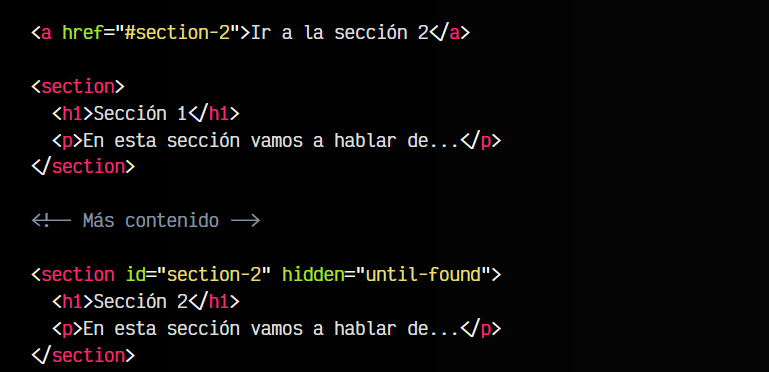 <a href="#section-2">Ir a la sección 2</a>
<section>
<h1>Sección 1</h1>
<p>En esta sección vamos a hablar de...</p>
</section>
<!-- Más contenido -->
<section id="section-2" hidden="until-found">
<h1>Sección 2</h1>
<p>En esta sección vamos a hablar de...</p>
</section>